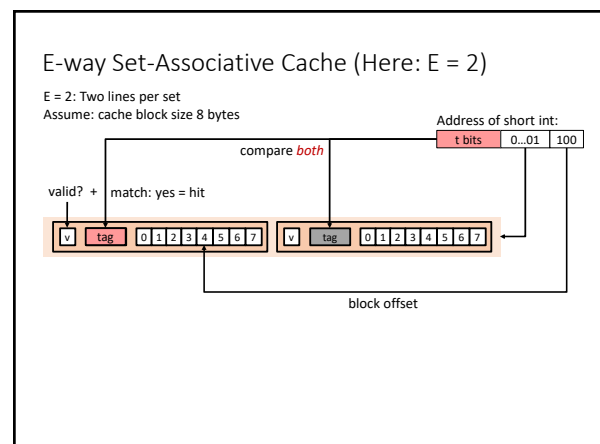 E-way Set-Associative Cache (Here: E = 2)
E = 2: Two lines per set
Assume: cache block size 8 bytes
Address of short int:
t bits 0...01 100
compare both
valid? + match: yes = hit
v tag 0 1 2 3 4 5 6 7 v tag 0 1 2 3 4 5 6 7
block offset